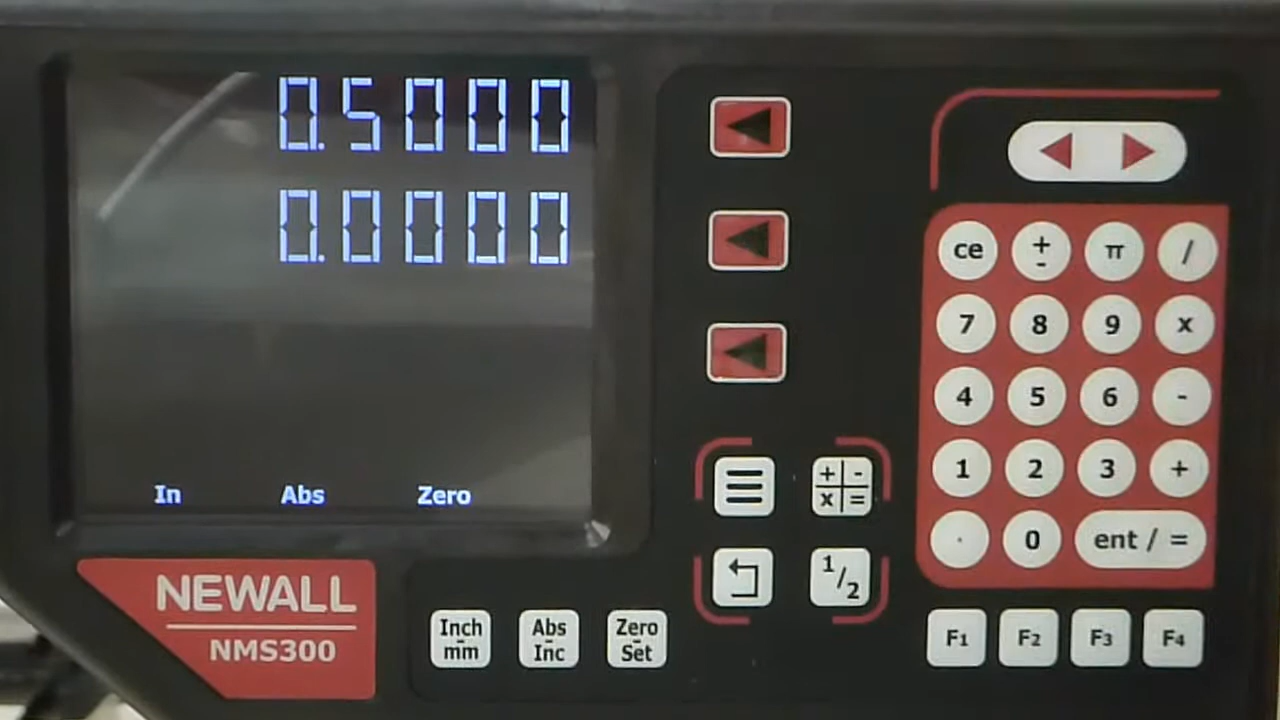 0.5000
0.0000
In Abs Zero
NEWALL
NMS300
Inch
mm
Abs
Inc
Zero
Set
+ -
x =
1/2
ce + - π /
7 8 9 x
4 5 6 -
1 2 3 +
. 0 ent / =
F1 F2 F3 F4